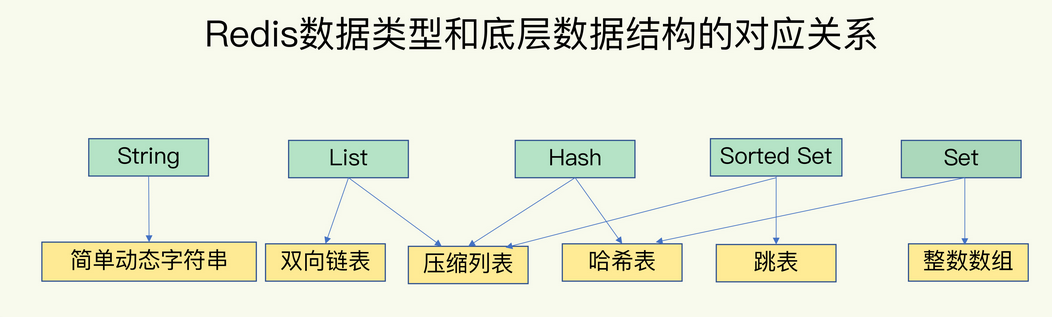 Redis数据类型和底层数据结构的对应关系
String
List
Hash
Sorted Set
Set
简单动态字符串
双向链表
压缩列表
哈希表
跳表
整数数组